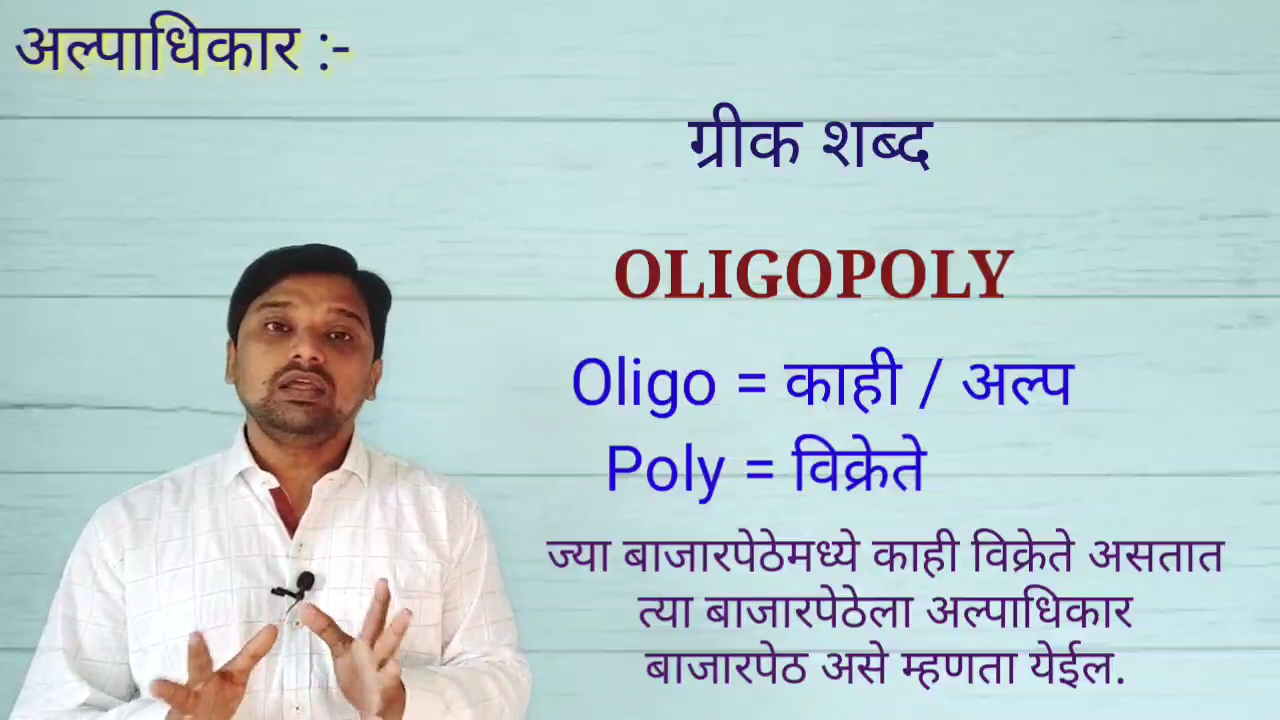 अल्पाधिकार :-
ग्रीक शब्द
OLIGOPOLY
Oligo = काही / अल्प
Poly = विक्रेते
ज्या बाजारपेठेमध्ये काही विक्रेते असतात
त्या बाजारपेठेला अल्पाधिकार
बाजारपेठ असे म्हणता येईल.